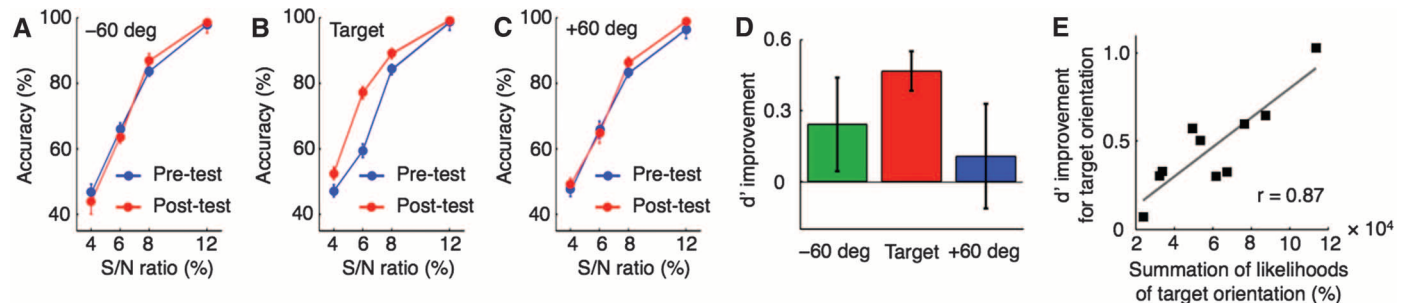 A
–60 deg
100
80
60
40
Accuracy (%)
Pre-test
Post-test
4 6 8 12
S/N ratio (%)
B
Target
100
80
60
40
Accuracy (%)
Pre-test
Post-test
4 6 8 12
S/N ratio (%)
C
+60 deg
100
80
60
40
Accuracy (%)
Pre-test
Post-test
4 6 8 12
S/N ratio (%)
D
0.6
0.3
0
d' improvement
–60 deg Target +60 deg
E
1.0
0.5
0
d' improvement
for target orientation
r = 0.87
2 4 6 8 10 12 × 10⁴
Summation of likelihoods
of target orientation (%)